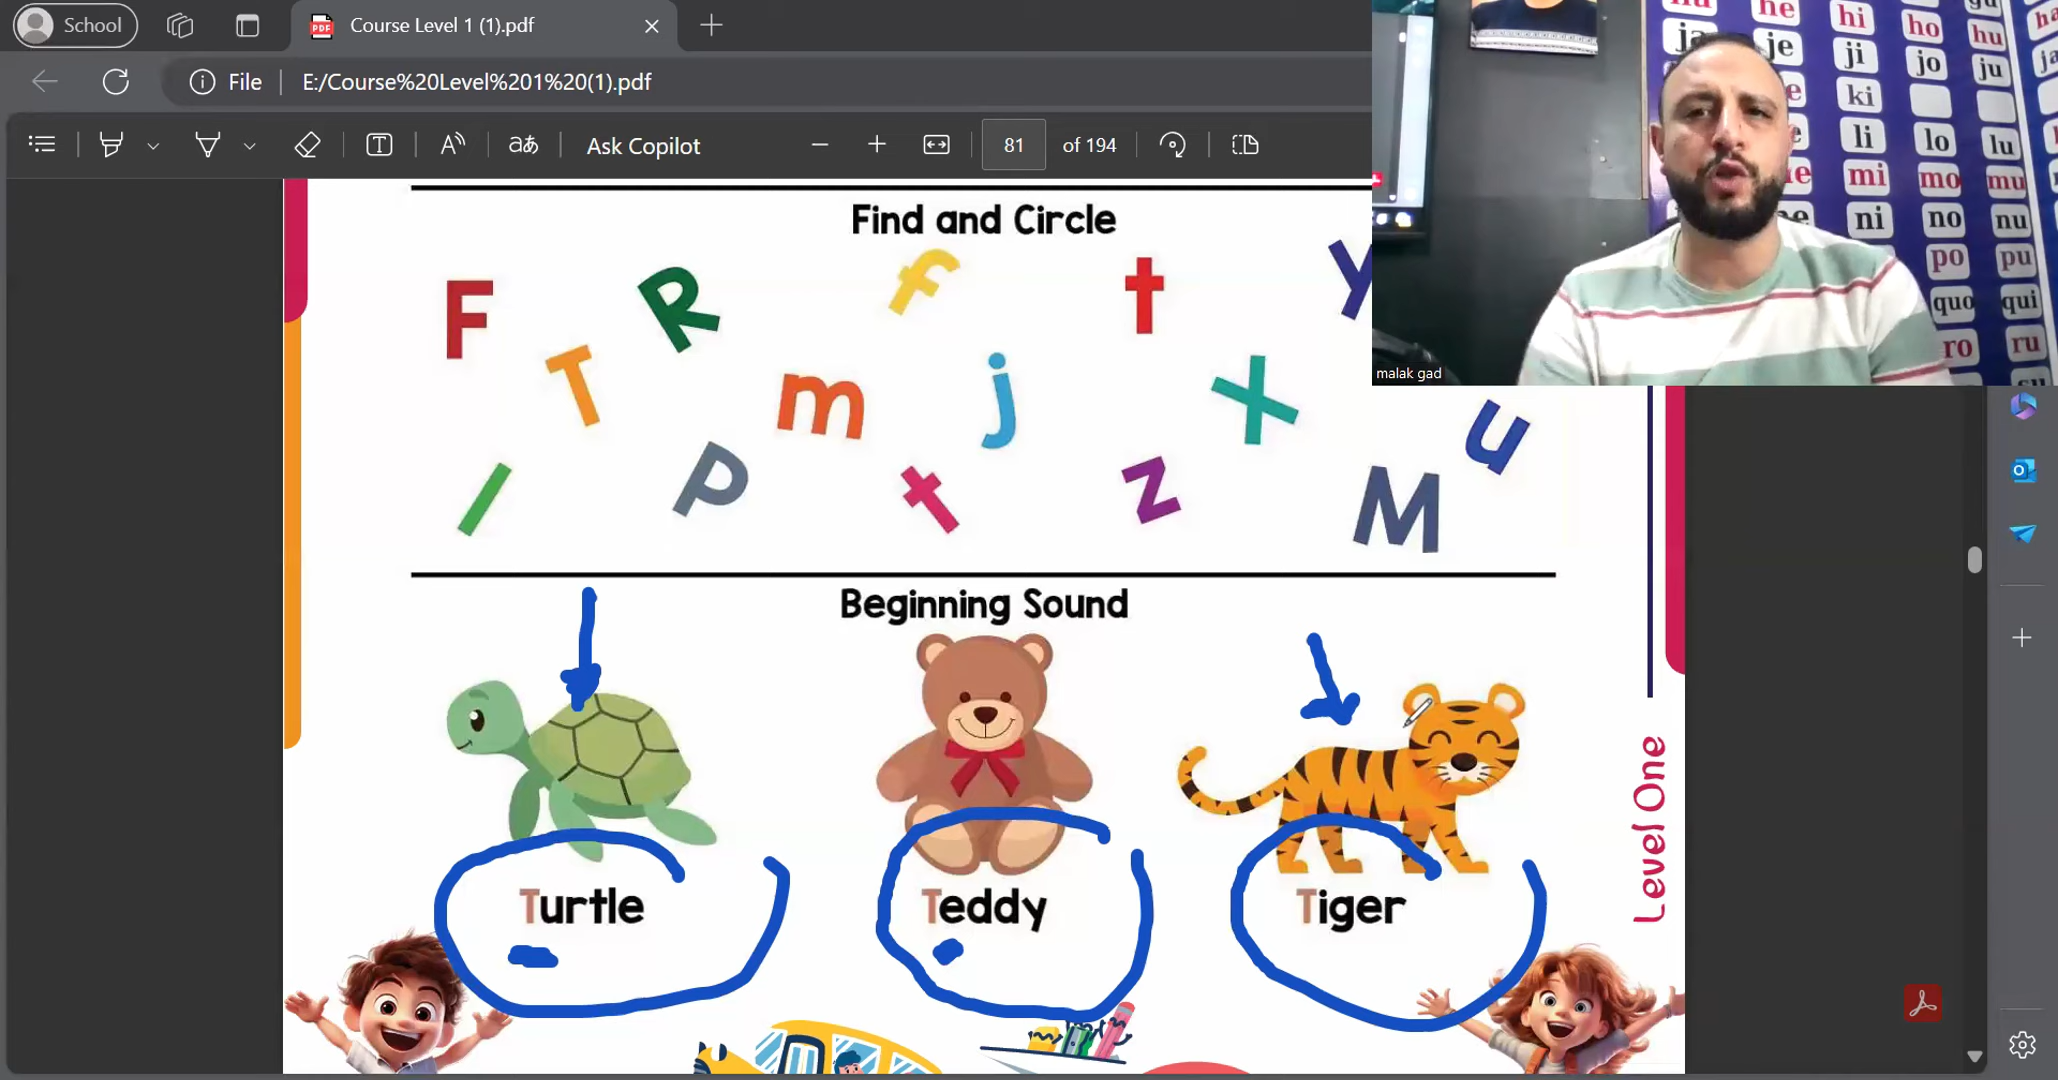 School
Course Level 1 (1).pdf
File
E:/Course%20Level%201%20(1).pdf
Ask Copilot
81 of 194
Find and Circle
F R f t y
T m j x u
l p t z M
Beginning Sound
Turtle Teddy Tiger
Level One
malak gad
he hi ho hu
ja je ji jo ju
ki
li lo lu
mi mo mu
ni no nu
po pu
quo qui
ro ru